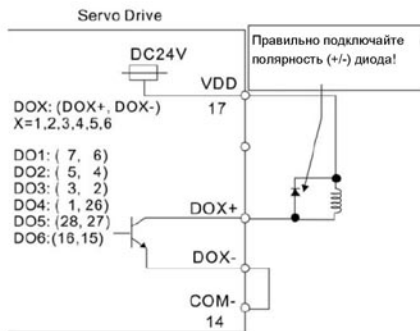 Servo Drive
DC24V
VDD
17
Правильно подключайте
полярность (+/-) диода!
DOX: (DOX+, DOX-)
X=1,2,3,4,5,6
DO1: ( 7, 6)
DO2: ( 5, 4)
DO3: ( 3, 2)
DO4: ( 1, 26)
DO5: (28, 27)
DO6: (16,15)
DOX+
DOX-
COM-
14